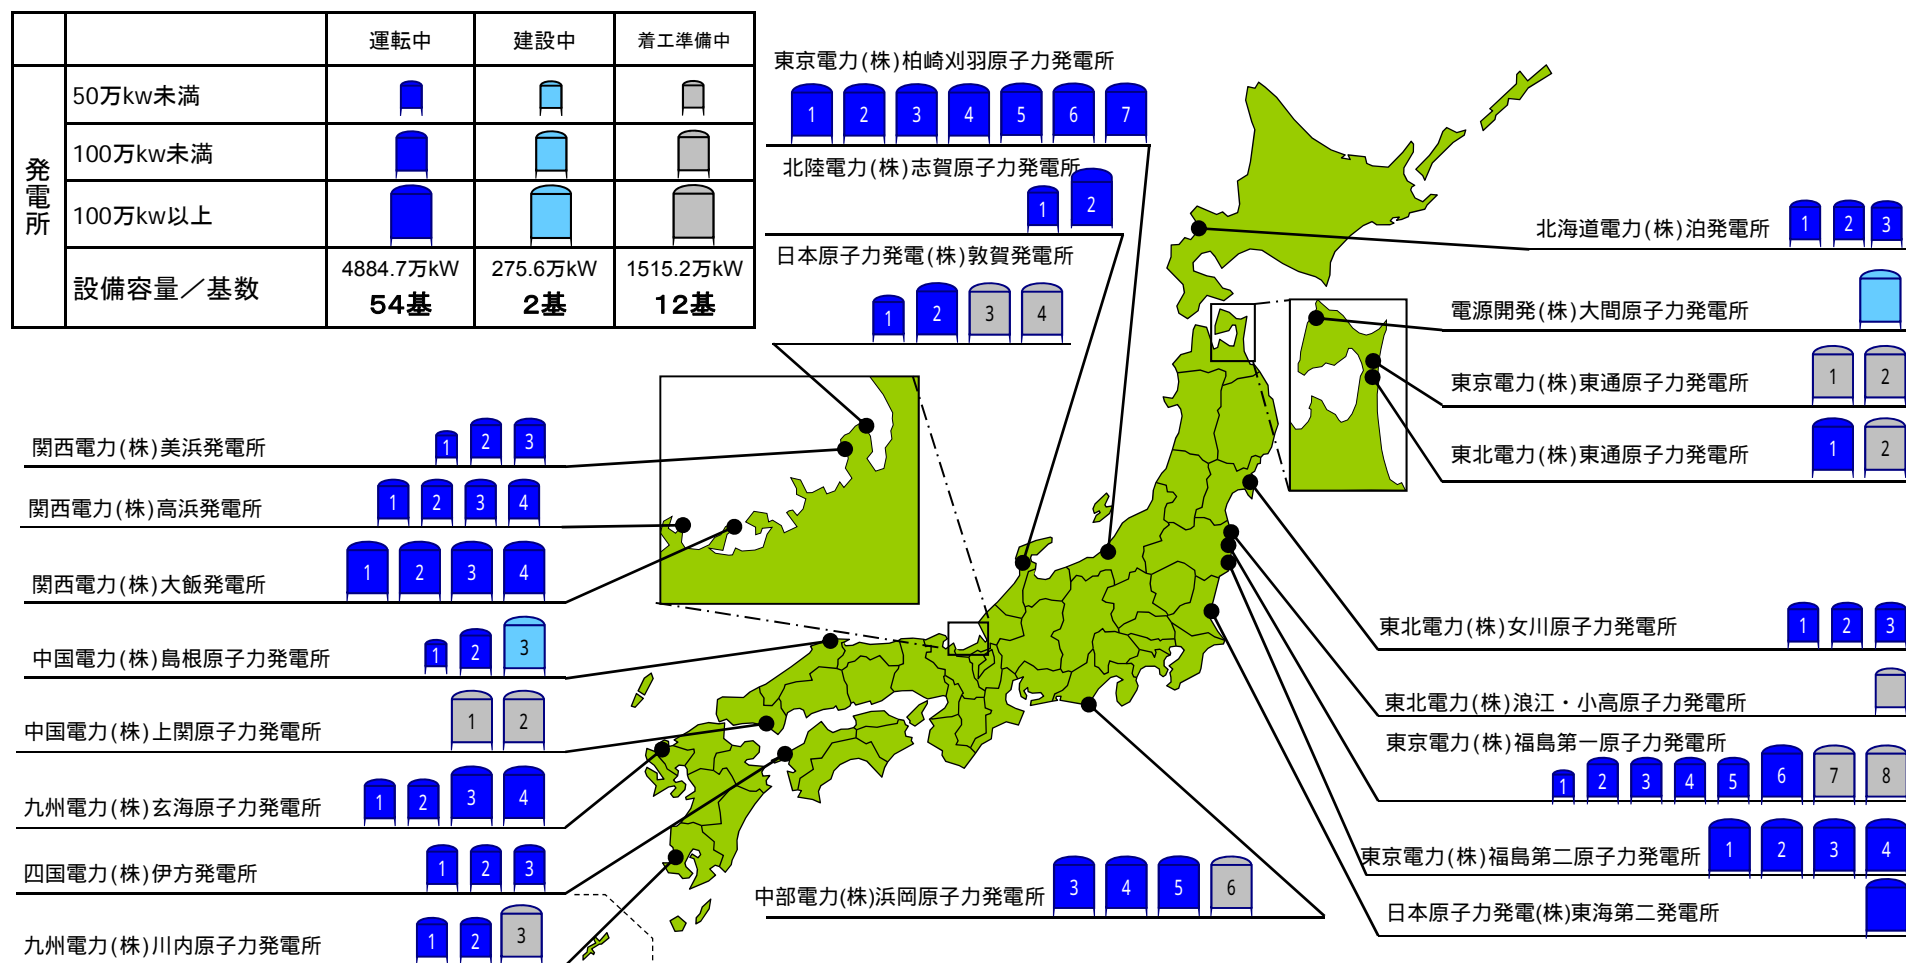 運転中 建設中 着工準備中
発電所
50万kw未満
100万kw未満
100万kw以上
設備容量／基数 4884.7万kW 275.6万kW 1515.2万kW
54基 2基 12基
東京電力(株)柏崎刈羽原子力発電所
1 2 3 4 5 6 7
北陸電力(株)志賀原子力発電所
1 2
日本原子力発電(株)敦賀発電所
1 2 3 4
関西電力(株)美浜発電所 1 2 3
関西電力(株)高浜発電所 1 2 3 4
関西電力(株)大飯発電所 1 2 3 4
中国電力(株)島根原子力発電所 1 2 3
中国電力(株)上関原子力発電所 1 2
九州電力(株)玄海原子力発電所 1 2 3 4
四国電力(株)伊方発電所 1 2 3
九州電力(株)川内原子力発電所 1 2 3
中部電力(株)浜岡原子力発電所 3 4 5 6
北海道電力(株)泊発電所 1 2 3
電源開発(株)大間原子力発電所
東京電力(株)東通原子力発電所 1 2
東北電力(株)東通原子力発電所 1 2
東北電力(株)女川原子力発電所 1 2 3
東北電力(株)浪江・小高原子力発電所
東京電力(株)福島第一原子力発電所
1 2 3 4 5 6 7 8
東京電力(株)福島第二原子力発電所 1 2 3 4
日本原子力発電(株)東海第二発電所